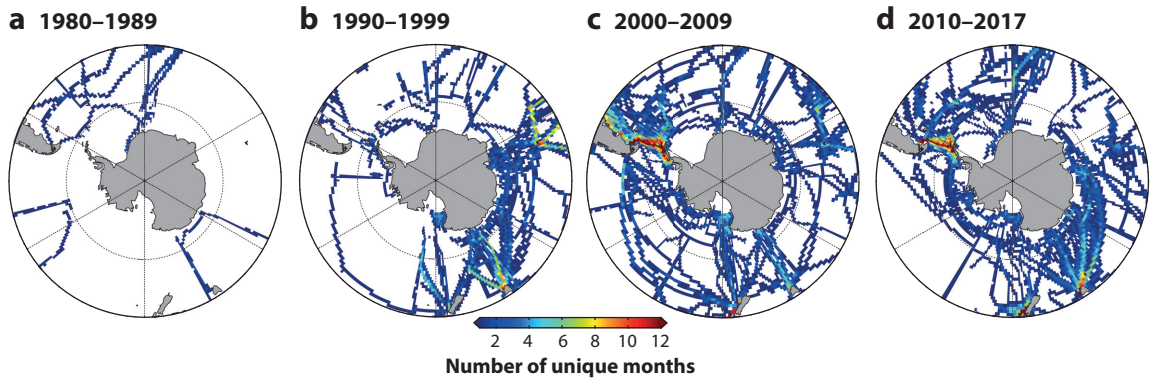 a 1980–1989
b 1990–1999
c 2000–2009
d 2010–2017
2 4 6 8 10 12
Number of unique months